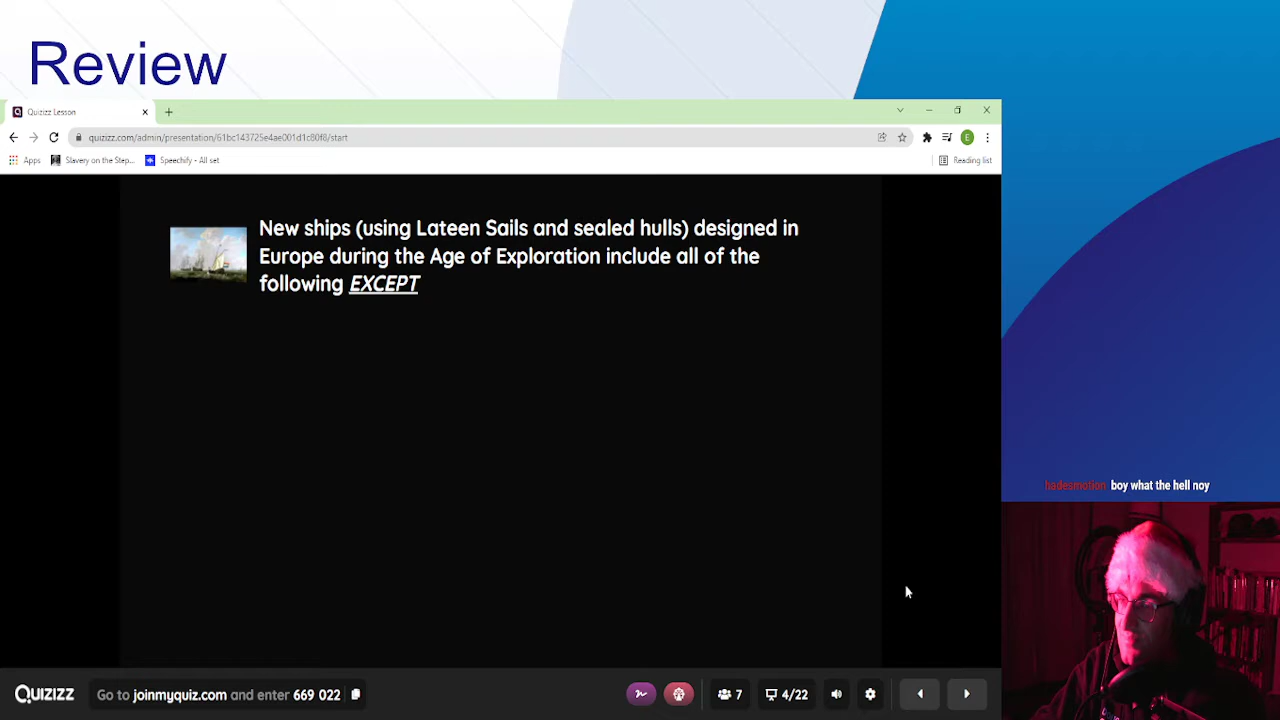 Review
Quizizz Lesson
quizizz.com/admin/presentation/61bc143725e4ae001d1c80f8/start
Apps
Slavery on the Step...
Speechify - All set
E
Reading list
New ships (using Lateen Sails and sealed hulls) designed in
Europe during the Age of Exploration include all of the
following EXCEPT
hadesmotion boy what the hell noy
QUIZIZZ
Go to joinmyquiz.com and enter 669 022
7
4/22